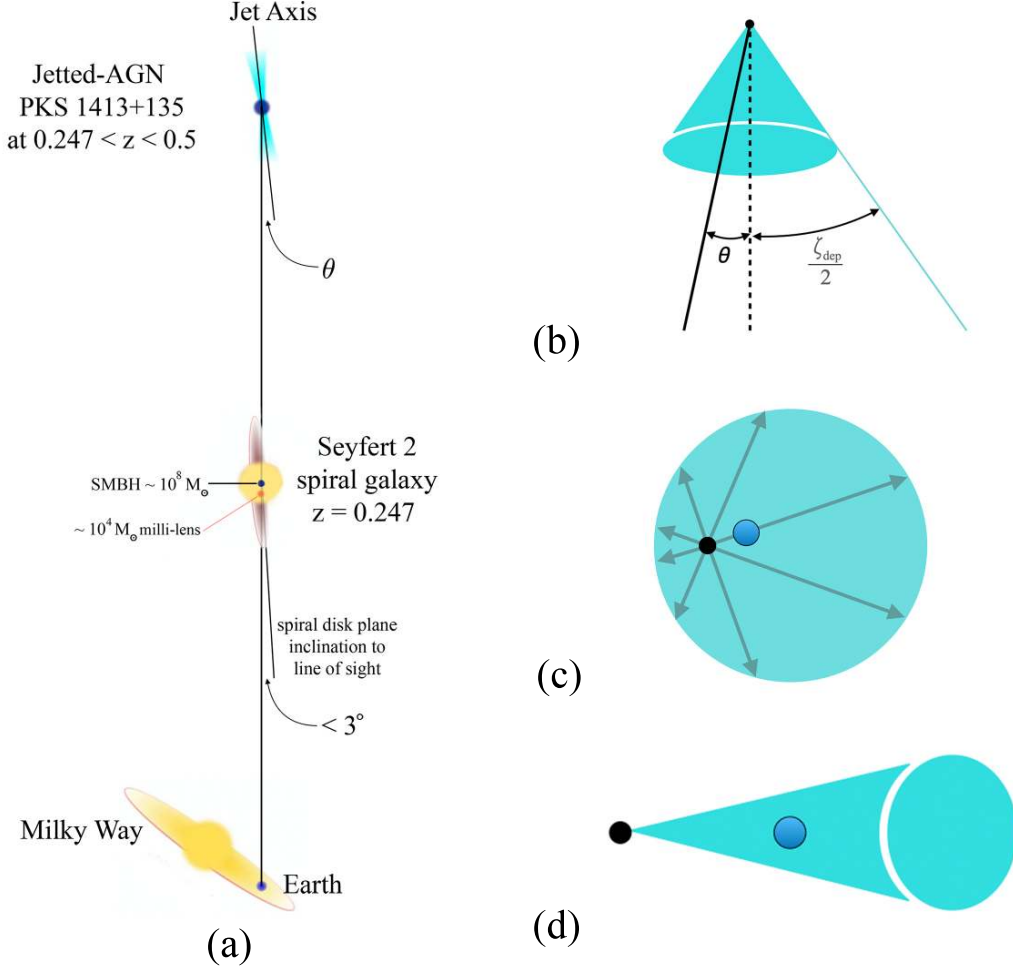 Jet Axis
Jetted-AGN
PKS 1413+135
at 0.247 < z < 0.5
θ
SMBH ~ 10⁸ M⊙
~ 10⁴ M⊙ milli-lens
Seyfert 2
spiral galaxy
z = 0.247
spiral disk plane
inclination to
line of sight
< 3°
Milky Way
Earth
(a)
θ
ζdep
2
(b)
(c)
(d)